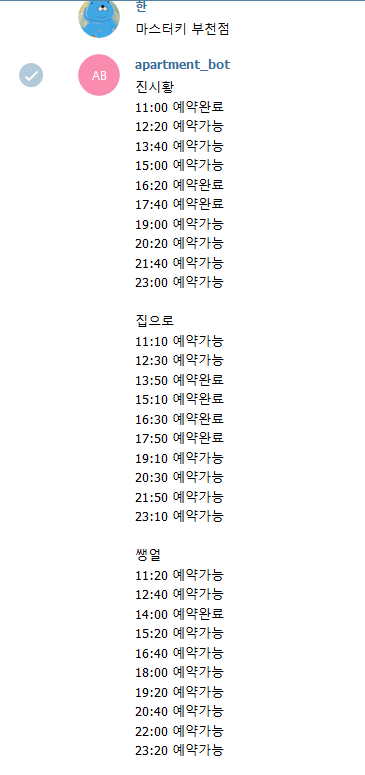 한
마스터키 부천점
AB
apartment_bot
진시황
11:00 예약완료
12:20 예약가능
13:40 예약가능
15:00 예약가능
16:20 예약완료
17:40 예약완료
19:00 예약가능
20:20 예약가능
21:40 예약가능
23:00 예약가능
집으로
11:10 예약가능
12:30 예약가능
13:50 예약완료
15:10 예약완료
16:30 예약완료
17:50 예약완료
19:10 예약가능
20:30 예약가능
21:50 예약가능
23:10 예약가능
쌩얼
11:20 예약가능
12:40 예약가능
14:00 예약완료
15:20 예약가능
16:40 예약가능
18:00 예약가능
19:20 예약가능
20:40 예약가능
22:00 예약가능
23:20 예약가능